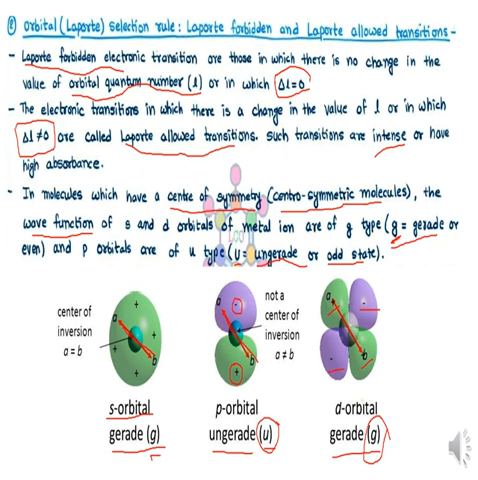 ⑧ Orbital (Laporte) selection rule: Laporte forbidden and Laporte allowed transitions -
- Laporte forbidden electronic transition are those in which there is no change in the
value of orbital quantum number (l) or in which Δl=0
- The electronic transitions in which there is a change in the value of l or in which
Δl≠0 are called Laporte allowed transitions. Such transitions are intense or have
high absorbance.
- In molecules which have a centre of symmetry (centro-symmetric molecules), the
wave function of s and d orbitals of metal ion are of g type (g = gerade or
even) and p orbitals are of u type (u = ungerade or odd state).
center of
inversion
a = b
+
a
+
+
b
+
-
a
b
+
not a
center of
inversion
a ≠ b
+
a
-
-
b
+
s-orbital
gerade (g)
p-orbital
ungerade (u)
d-orbital
gerade (g)